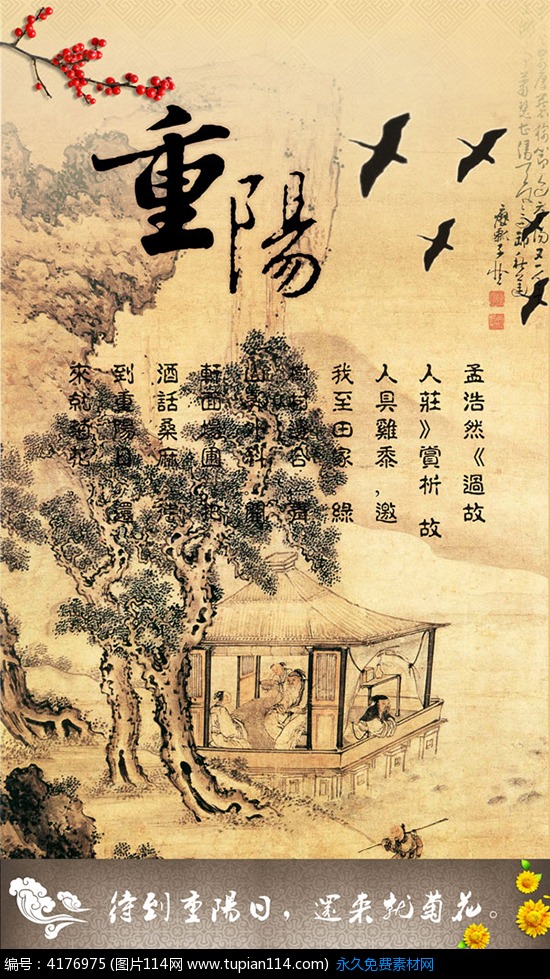 重陽
孟浩然《過故
人莊》賞析 故
人具雞黍，邀
我至田家 綠
樹村邊合 青
山郭外斜 開
軒面場圃 把
酒話桑麻 待
到重陽日 還
來就菊花
待到重陽日，還来就菊花。
编号：4176975 (图片114网 www.tupian114.com) 永久免费素材网